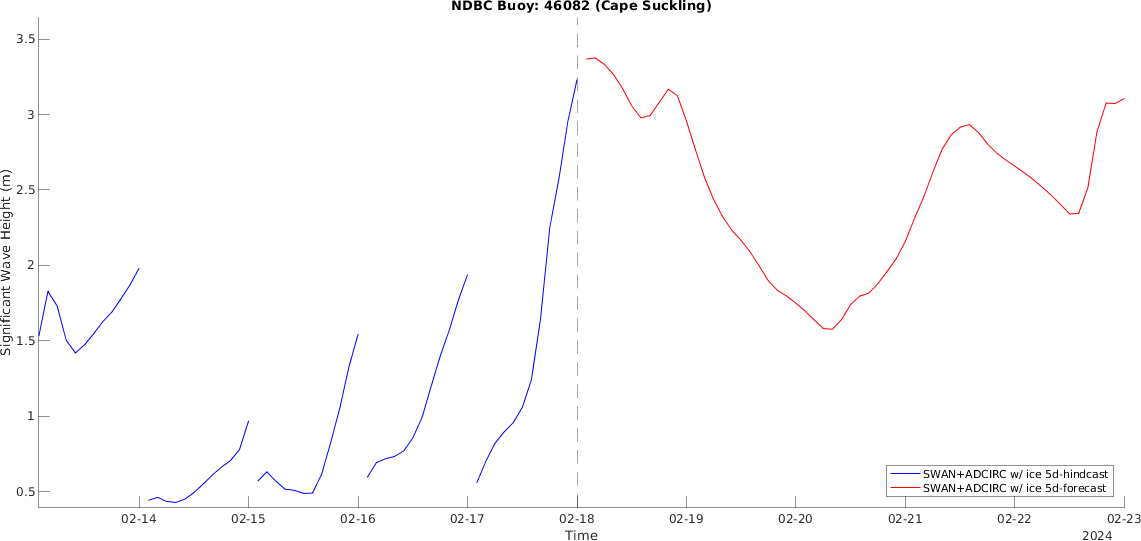 NDBC Buoy: 46082 (Cape Suckling)
3.5
3
2.5
2
1.5
1
0.5
Significant Wave Height (m)
SWAN+ADCIRC w/ ice 5d-hindcast
SWAN+ADCIRC w/ ice 5d-forecast
02-14 02-15 02-16 02-17 02-18 02-19 02-20 02-21 02-22 02-23
Time
2024